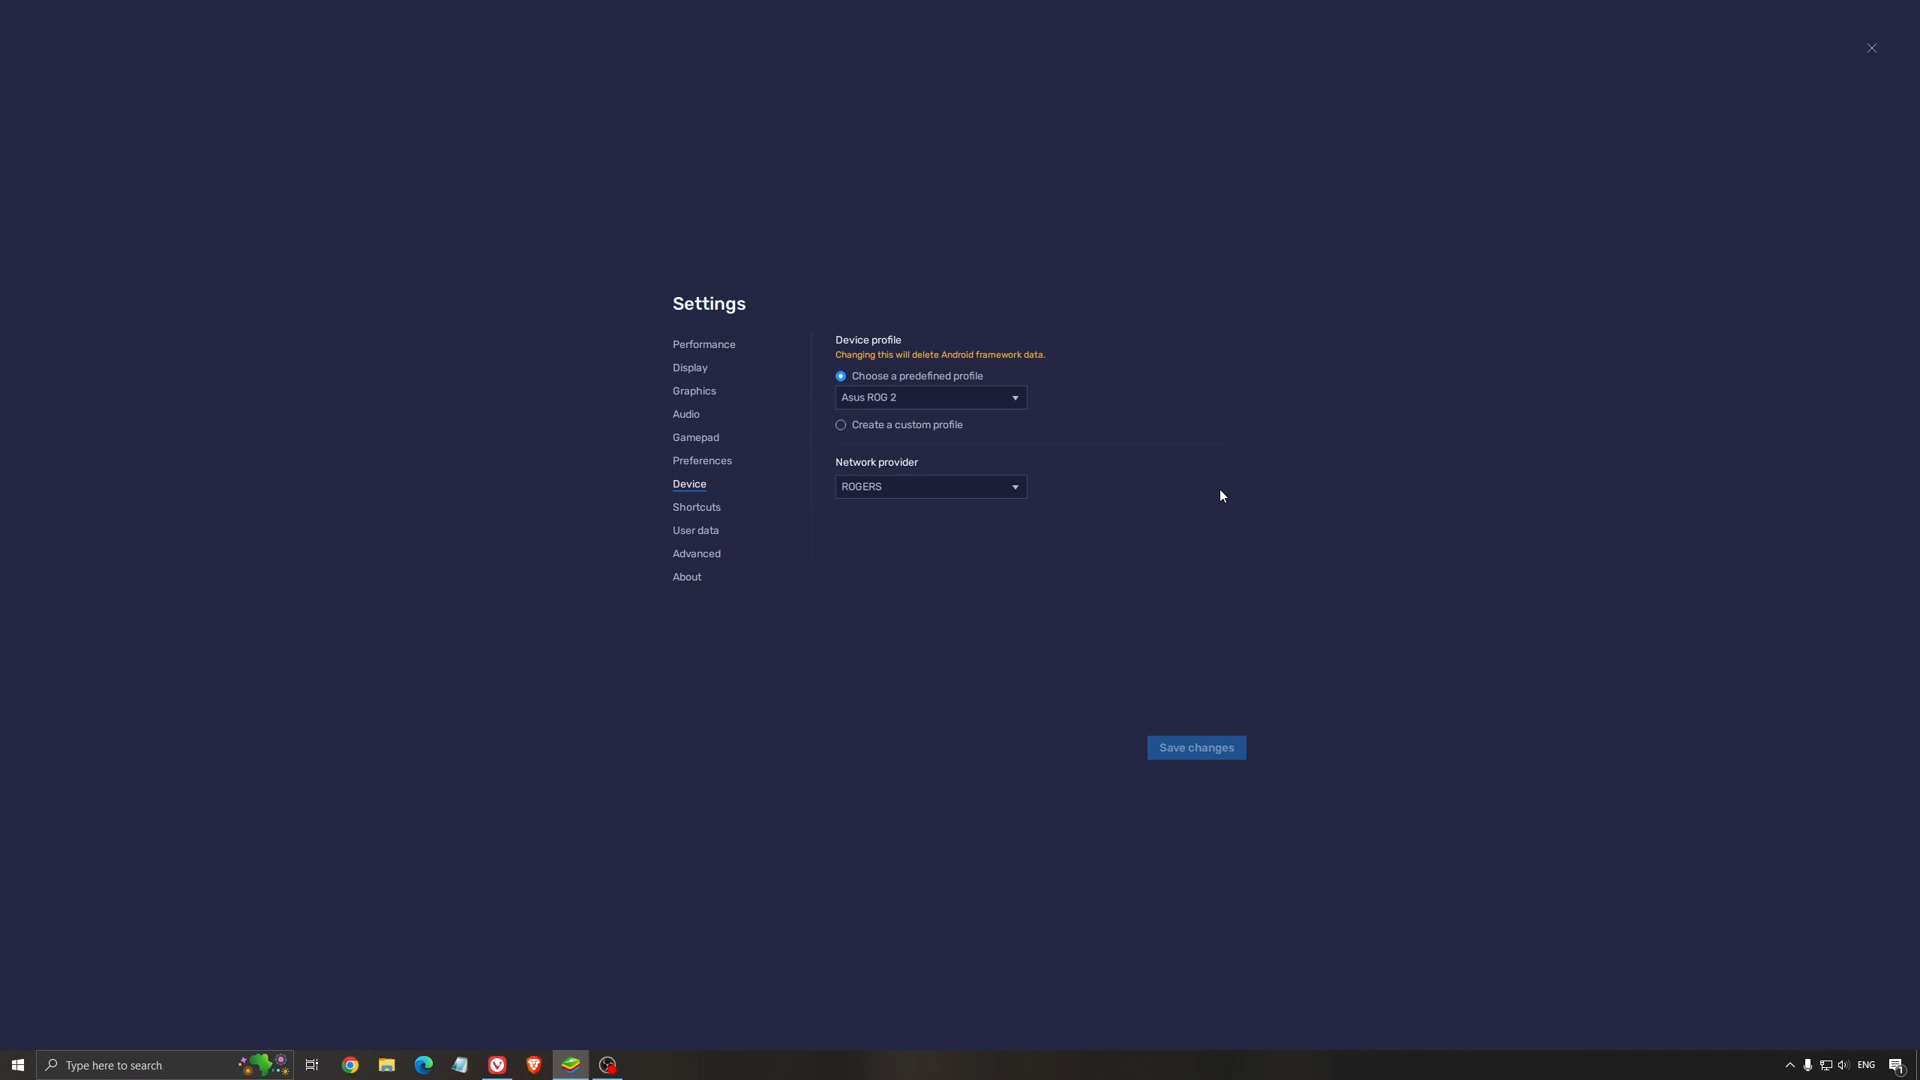 Settings
Performance
Display
Graphics
Audio
Gamepad
Preferences
Device
Shortcuts
User data
Advanced
About
Device profile
Changing this will delete Android framework data.
Choose a predefined profile
Asus ROG 2
Create a custom profile
Network provider
ROGERS
Save changes
Type here to search
ENG
1